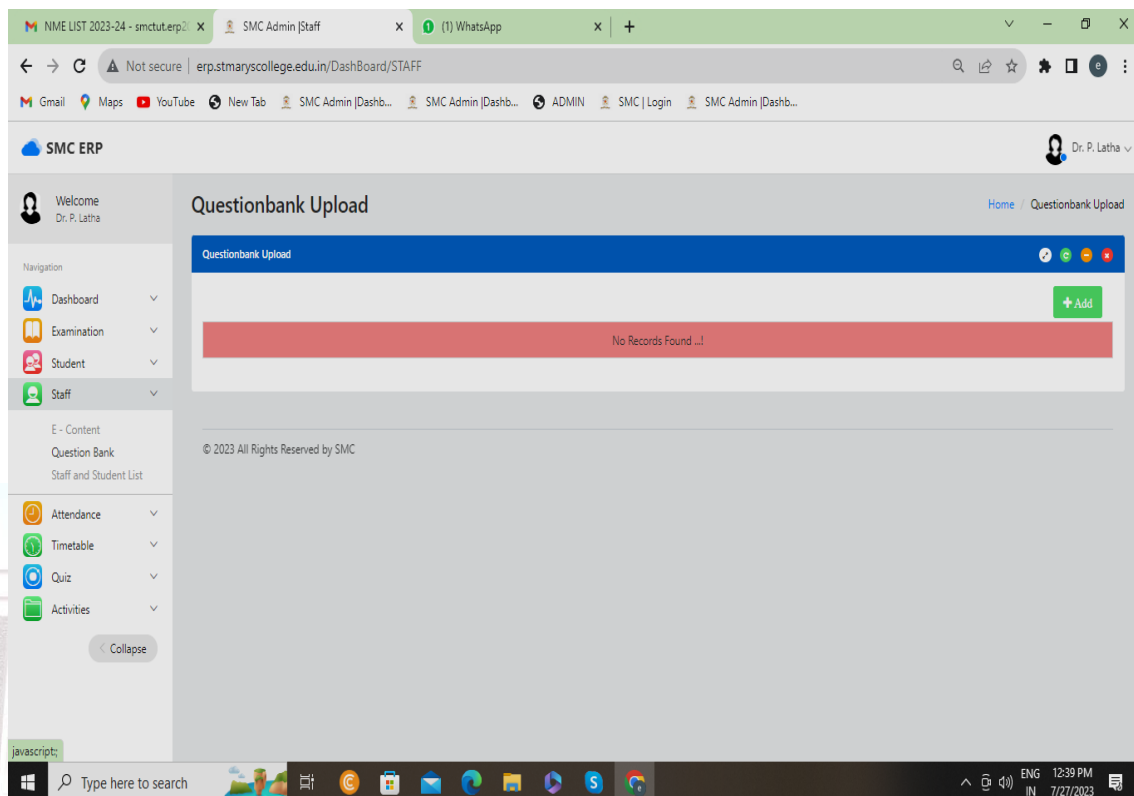 NME LIST 2023-24 - smctut.erp2
SMC Admin |Staff
(1) WhatsApp
Not secure | erp.stmaryscollege.edu.in/DashBoard/STAFF
e
Gmail
Maps
YouTube
New Tab
SMC Admin |Dashb...
SMC Admin |Dashb...
ADMIN
SMC | Login
SMC Admin |Dashb...
SMC ERP
Dr. P. Latha
Welcome
Dr. P. Latha
Navigation
Dashboard
Examination
Student
Staff
E - Content
Question Bank
Staff and Student List
Attendance
Timetable
Quiz
Activities
Collapse
Questionbank Upload
Home / Questionbank Upload
Questionbank Upload
+ Add
No Records Found ...!
© 2023 All Rights Reserved by SMC
javascript:;
Type here to search
ENG
IN
12:39 PM
7/27/2023